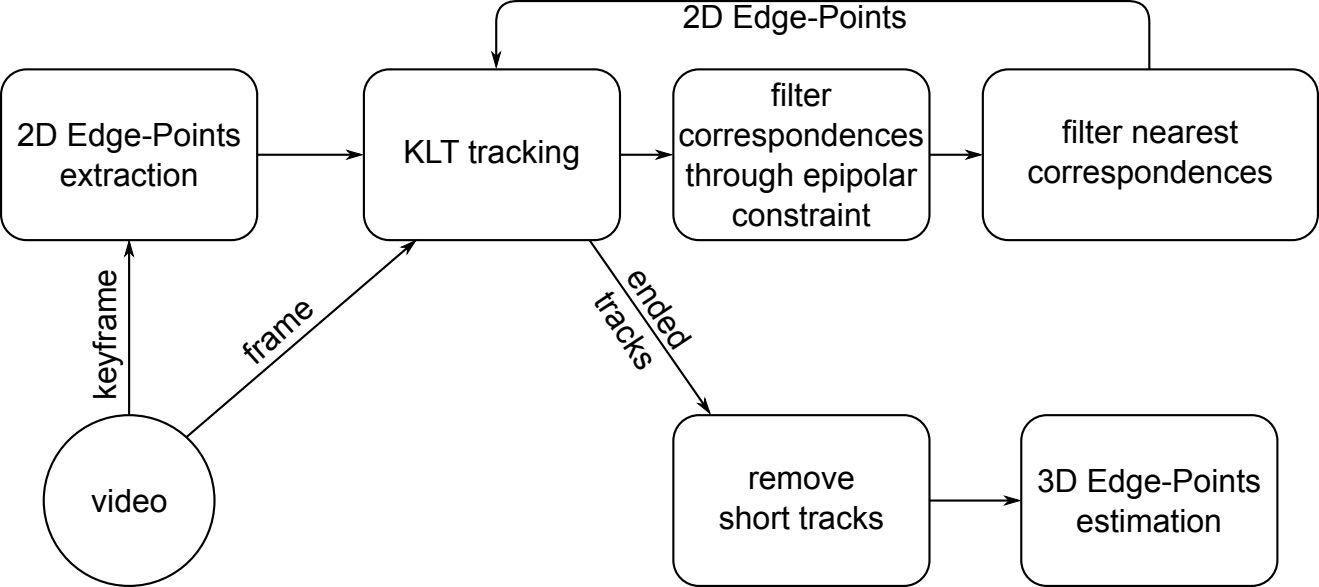 2D Edge-Points
2D Edge-Points
extraction
KLT tracking
filter
correspondences
through epipolar
constraint
filter nearest
correspondences
keyframe
frame
ended
tracks
video
remove
short tracks
3D Edge-Points
estimation